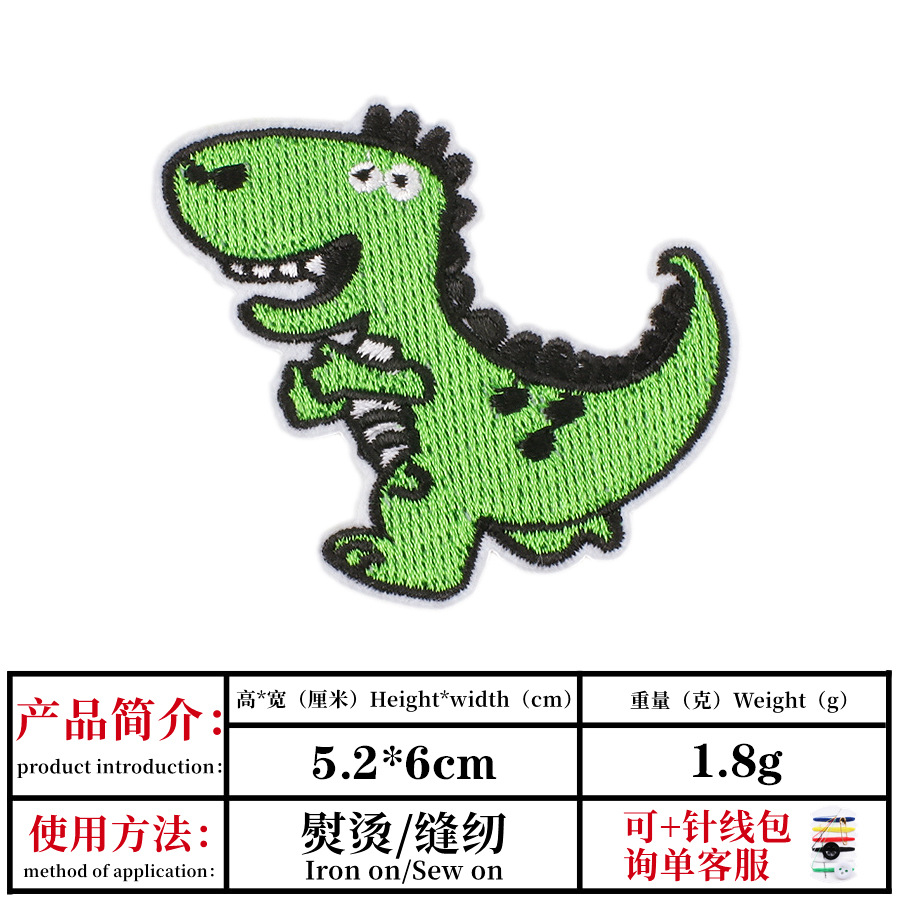 产品简介：
product introduction：
高*宽（厘米）Height*width（cm）
重量（克）Weight（g）
5.2*6cm
1.8g
使用方法：
method of application：
熨烫/缝纫
Iron on/Sew on
可+针线包
询单客服